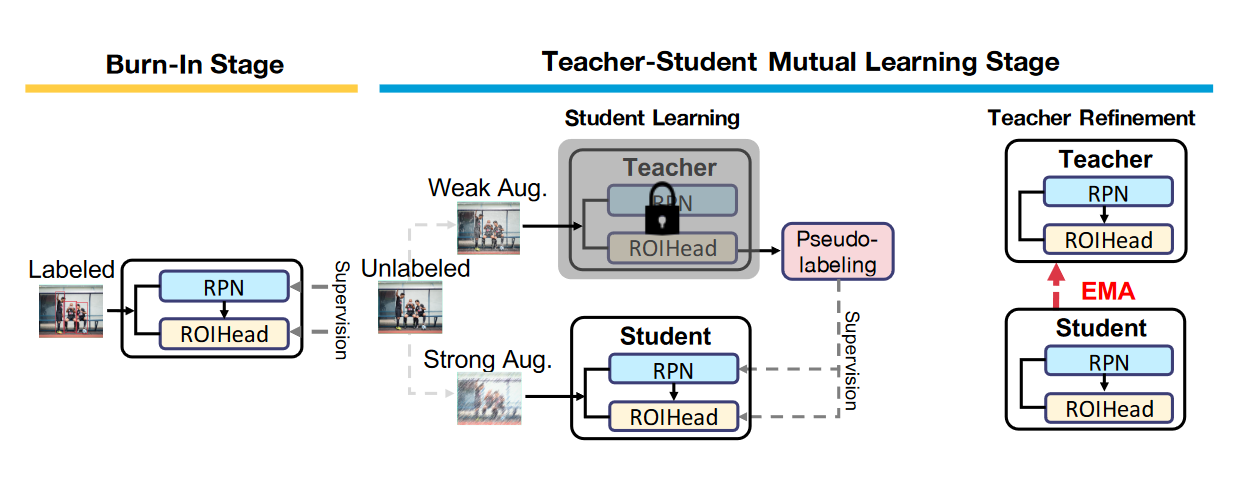 Burn-In Stage
Teacher-Student Mutual Learning Stage
Student Learning
Teacher Refinement
Labeled
RPN
ROIHead
Supervision
Unlabeled
Weak Aug.
Strong Aug.
Teacher
RPN
ROIHead
Pseudo-
labeling
Student
RPN
ROIHead
Supervision
Teacher
RPN
ROIHead
EMA
Student
RPN
ROIHead